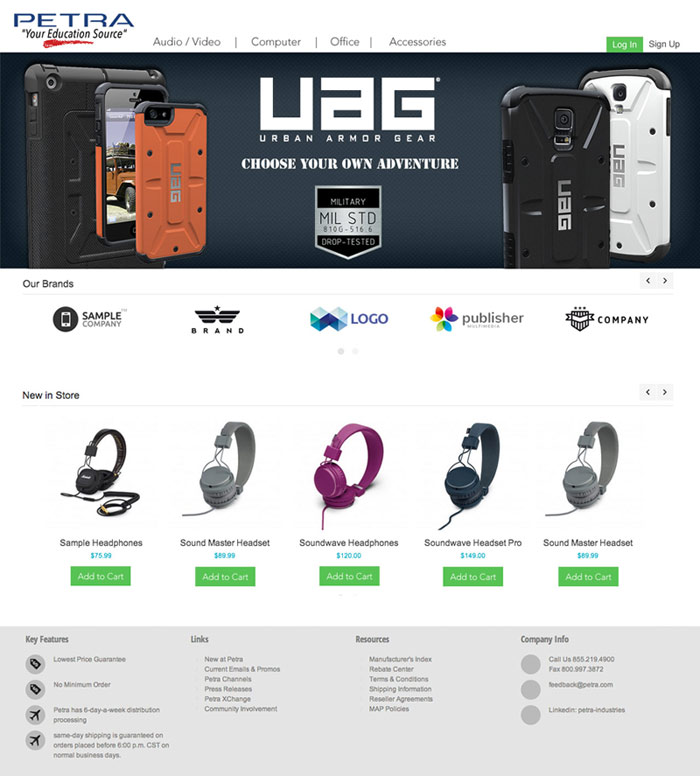 PETRA
"Your Education Source"
Audio / Video | Computer | Office | Accessories
Log In Sign Up
UAG
URBAN ARMOR GEAR
CHOOSE YOUR OWN ADVENTURE
MILITARY
MIL STD
810G-516.6
DROP-TESTED
UAG
UAG
Our Brands
SAMPLE
COMPANY
BRAND
LOGO
publisher
MULTIMEDIA
COMPANY
New in Store
Sample Headphones
$75.99
Add to Cart
Sound Master Headset
$89.99
Add to Cart
Soundwave Headphones
$120.00
Add to Cart
Soundwave Headset Pro
$149.00
Add to Cart
Sound Master Headset
$89.99
Add to Cart
Key Features
Lowest Price Guarantee
No Minimum Order
Petra has 6-day-a-week distribution
processing
same-day shipping is guaranteed on
orders placed before 6:00 p.m. CST on
normal business days.
Links
New at Petra
Current Emails & Promos
Petra Channels
Press Releases
Petra XChange
Community Involvement
Resources
Manufacturer's Index
Rebate Center
Terms & Conditions
Shipping Information
Reseller Agreements
MAP Policies
Company Info
Call Us 855.219.4900
Fax 800.997.3872
feedback@petra.com
Linkedin: petra-industries